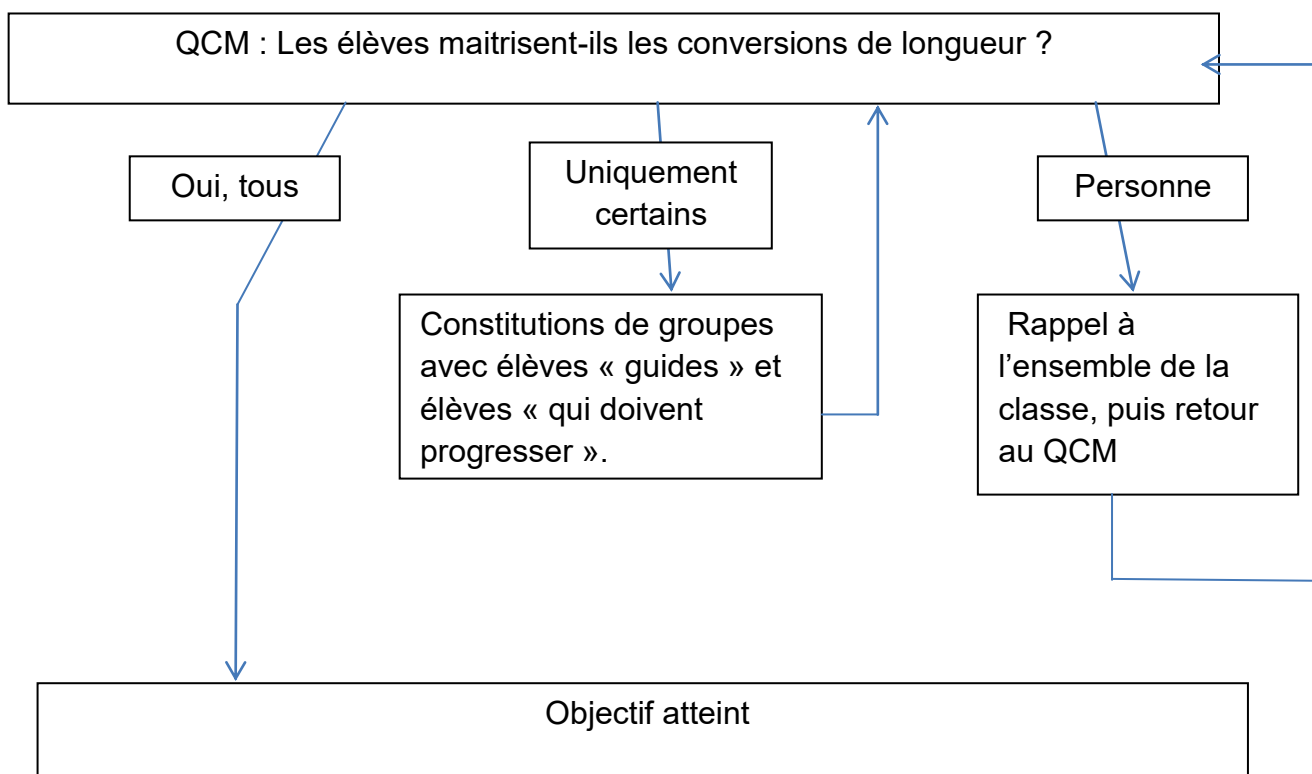 QCM : Les élèves maitrisent-ils les conversions de longueur ?
Oui, tous
Uniquement
certains
Personne
Constitutions de groupes
avec élèves « guides » et
élèves « qui doivent
progresser ».
Rappel à
l’ensemble de la
classe, puis retour
au QCM
Objectif atteint